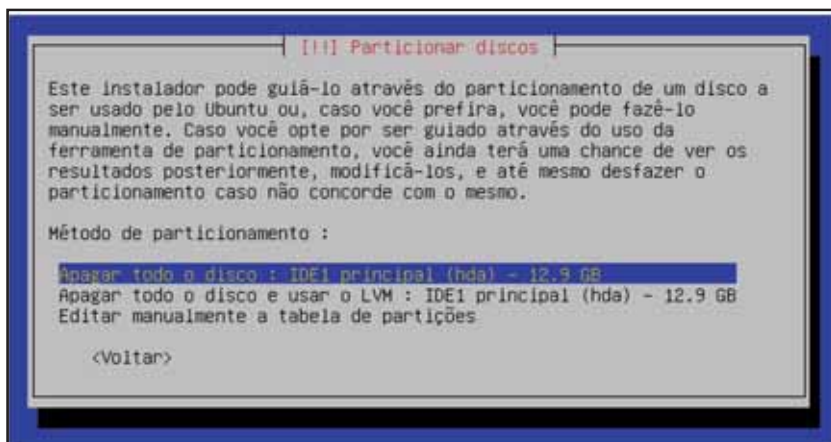 [!!] Particionar discos
Este instalador pode guiá-lo através do particionamento de um disco a
ser usado pelo Ubuntu ou, caso você prefira, você pode fazê-lo
manualmente. Caso você opte por ser guiado através do uso da
ferramenta de particionamento, você ainda terá uma chance de ver os
resultados posteriormente, modificá-los, e até mesmo desfazer o
particionamento caso não concorde com o mesmo.
Método de particionamento :
Apagar todo o disco : IDE1 principal (hda) - 12.9 GB
Apagar todo o disco e usar o LVM : IDE1 principal (hda) - 12.9 GB
Editar manualmente a tabela de partições
<Voltar>